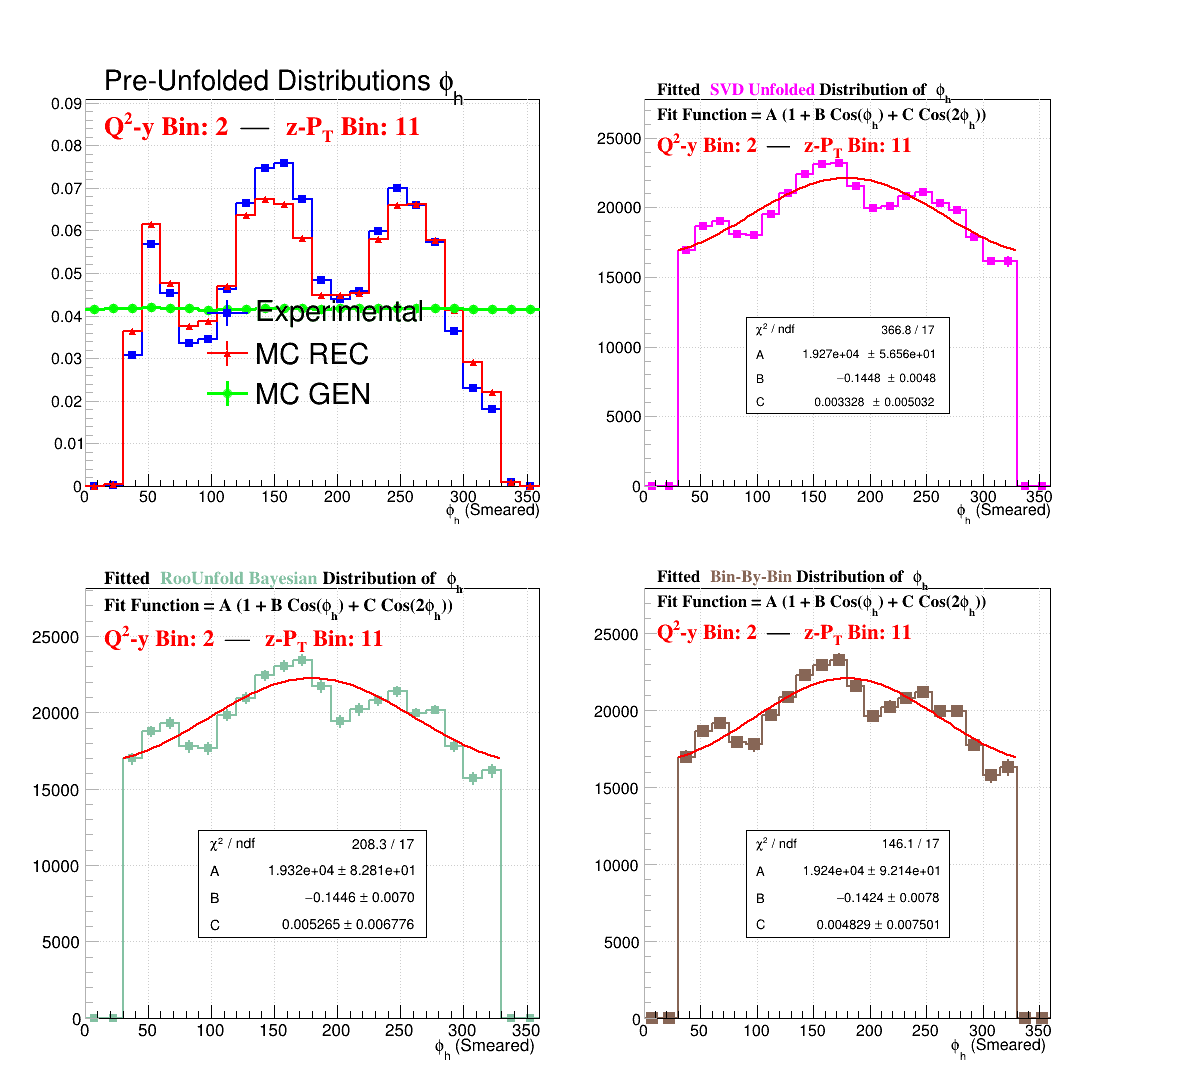 Pre-Unfolded Distributions ϕh
Q2-y Bin: 2 — z-PT Bin: 11
0.09
0.08
0.07
0.06
0.05
0.04
0.03
0.02
0.01
0
Experimental
MC REC
MC GEN
0 50 100 150 200 250 300 350
ϕh (Smeared)
Fitted SVD Unfolded Distribution of ϕh
Fit Function = A (1 + B Cos(ϕh) + C Cos(2ϕh))
Q2-y Bin: 2 — z-PT Bin: 11
25000
20000
15000
10000
5000
0
χ2 / ndf 366.8 / 17
A 1.927e+04 ± 5.656e+01
B −0.1448 ± 0.0048
C 0.003328 ± 0.005032
0 50 100 150 200 250 300 350
ϕh (Smeared)
Fitted RooUnfold Bayesian Distribution of ϕh
Fit Function = A (1 + B Cos(ϕh) + C Cos(2ϕh))
Q2-y Bin: 2 — z-PT Bin: 11
25000
20000
15000
10000
5000
0
χ2 / ndf 208.3 / 17
A 1.932e+04 ± 8.281e+01
B −0.1446 ± 0.0070
C 0.005265 ± 0.006776
0 50 100 150 200 250 300 350
ϕh (Smeared)
Fitted Bin-By-Bin Distribution of ϕh
Fit Function = A (1 + B Cos(ϕh) + C Cos(2ϕh))
Q2-y Bin: 2 — z-PT Bin: 11
25000
20000
15000
10000
5000
0
χ2 / ndf 146.1 / 17
A 1.924e+04 ± 9.214e+01
B −0.1424 ± 0.0078
C 0.004829 ± 0.007501
0 50 100 150 200 250 300 350
ϕh (Smeared)